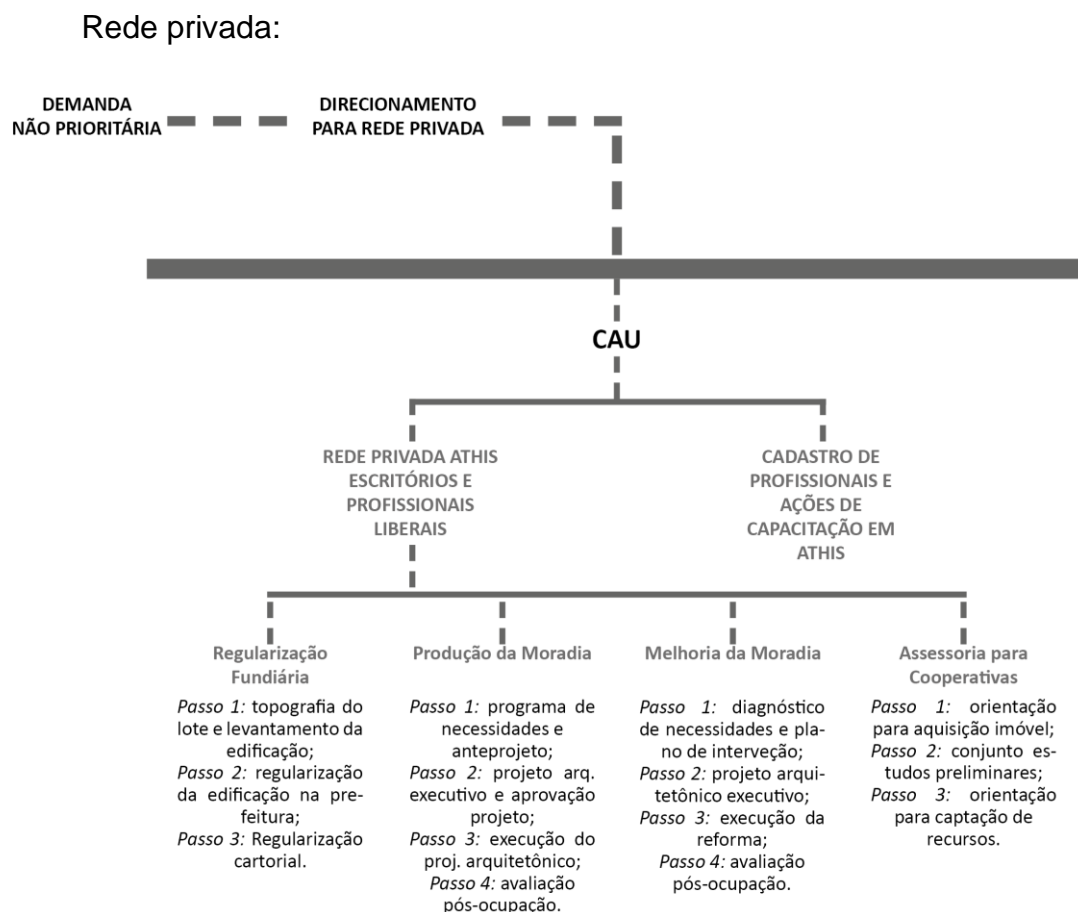 Rede privada:
DEMANDA
NÃO PRIORITÁRIA
DIRECIONAMENTO
PARA REDE PRIVADA
CAU
REDE PRIVADA ATHIS
ESCRITÓRIOS E
PROFISSIONAIS
LIBERAIS
CADASTRO DE
PROFISSIONAIS E
AÇÕES DE
CAPACITAÇÃO EM
ATHIS
Regularização
Fundiária
Passo 1: topografia do
lote e levantamento da
edificação;
Passo 2: regularização
da edificação na pre-
feitura;
Passo 3: Regularização
cartorial.
Produção da Moradia
Passo 1: programa de
necessidades e
anteprojeto;
Passo 2: projeto arq.
executivo e aprovação
projeto;
Passo 3: execução do
proj. arquitetônico;
Passo 4: avaliação
pós-ocupação.
Melhoria da Moradia
Passo 1: diagnóstico
de necessidades e pla-
no de interveção;
Passo 2: projeto arqui-
tetônico executivo;
Passo 3: execução da
reforma;
Passo 4: avaliação
pós-ocupação.
Assessoria para
Cooperativas
Passo 1: orientação
para aquisição imóvel;
Passo 2: conjunto es-
tudos preliminares;
Passo 3: orientação
para captação de
recursos.